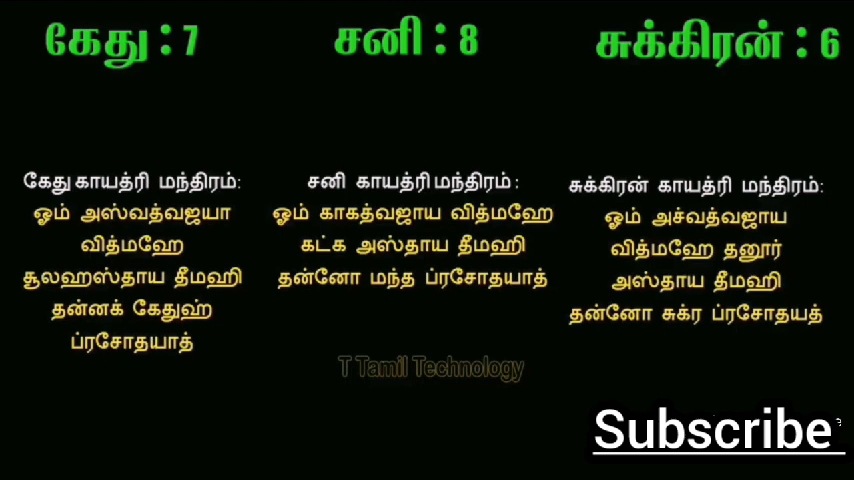 கேது : 7
சனி : 8
சுக்கிரன் : 6
கேது காயத்ரி மந்திரம்:
ஓம் அஸ்வத்வஜயா
வித்மஹே
சூலஹஸ்தாய தீமஹி
தன்னக் கேதுஹ்
ப்ரசோதயாத்
சனி காயத்ரி மந்திரம் :
ஓம் காகத்வஜாய வித்மஹே
கட்க அஸ்தாய தீமஹி
தன்னோ மந்த ப்ரசோதயாத்
சுக்கிரன் காயத்ரி மந்திரம்:
ஓம் அச்வத்வஜாய
வித்மஹே தனூர்
அஸ்தாய தீமஹி
தன்னோ சுக்ர ப்ரசோதயத்
T Tamil Technology
Subscribe